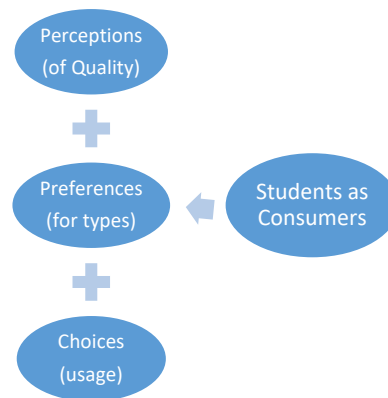 Perceptions
(of Quality)
Preferences
(for types)
Students as
Consumers
Choices
(usage)